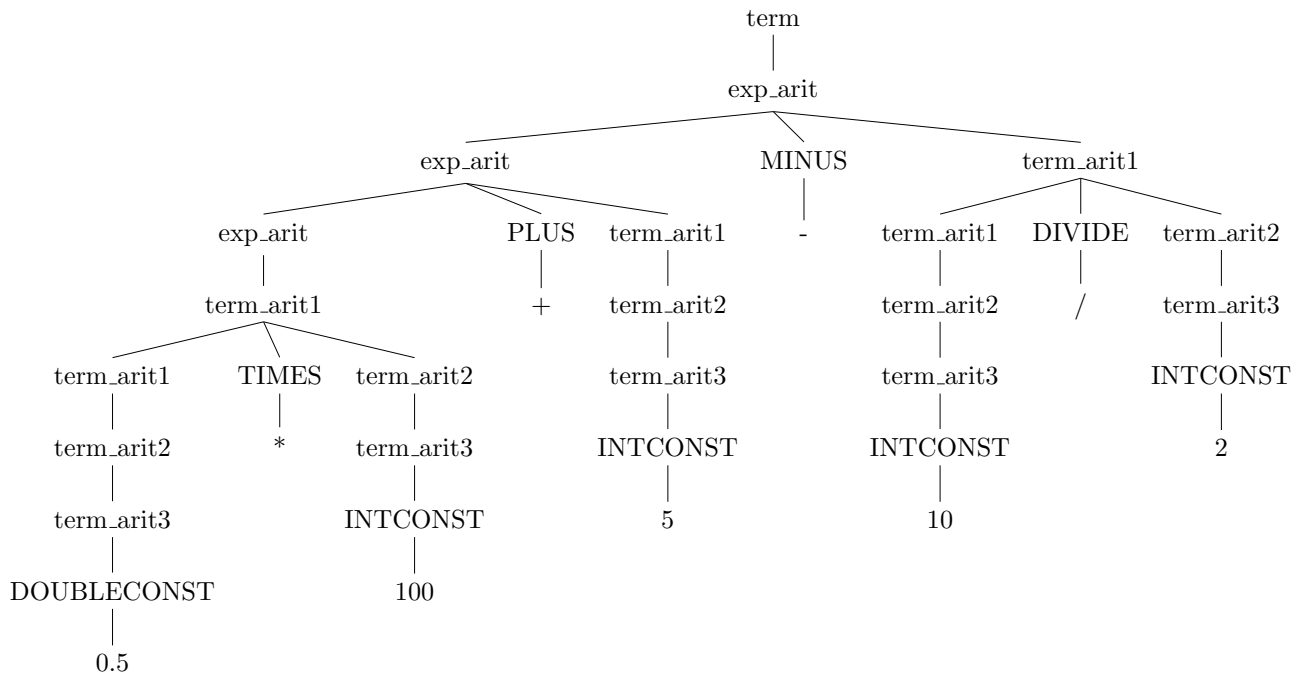 term
exp_arit
exp_arit MINUS term_arit1
exp_arit PLUS term_arit1 - term_arit1 DIVIDE term_arit2
term_arit1 + term_arit2 term_arit2 / term_arit3
term_arit1 TIMES term_arit2 term_arit3 term_arit3 INTCONST
term_arit2 * term_arit3 INTCONST INTCONST 2
term_arit3 INTCONST 5 10
DOUBLECONST 100
0.5